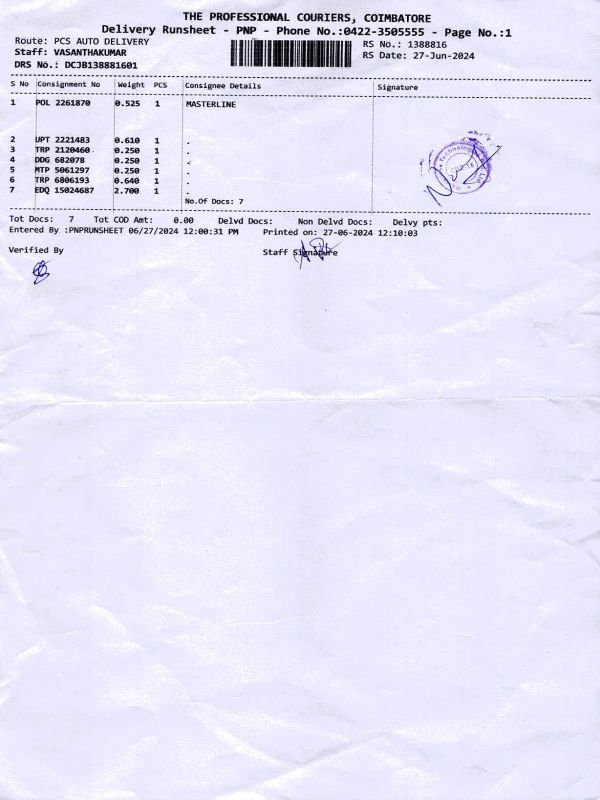 THE PROFESSIONAL COURIERS, COIMBATORE
Delivery Runsheet - PNP - Phone No.:0422-3505555 - Page No.:1
Route: PCS AUTO DELIVERY
Staff: VASANTHAKUMAR
DRS No.: DCJB138881601
RS No.: 1388816
RS Date: 27-Jun-2024
S No Consignment No Weight PCS Consignee Details Signature
1 POL 2261870 0.525 1 MASTERLINE
2 UPT 2221483 0.610 1 .
3 TRP 2120460 0.250 1 .
4 DDG 682078 0.250 1 .
5 MTP 5061297 0.250 1 .
6 TRP 6806193 0.640 1 .
7 EDQ 15024687 2.700 1 .
No.Of Docs: 7
Tot Docs: 7 Tot COD Amt: 0.00 Delvd Docs: Non Delvd Docs: Delvy pts:
Entered By :PNPRUNSHEET 06/27/2024 12:00:31 PM Printed on: 27-06-2024 12:10:03
Verified By
Staff Signature